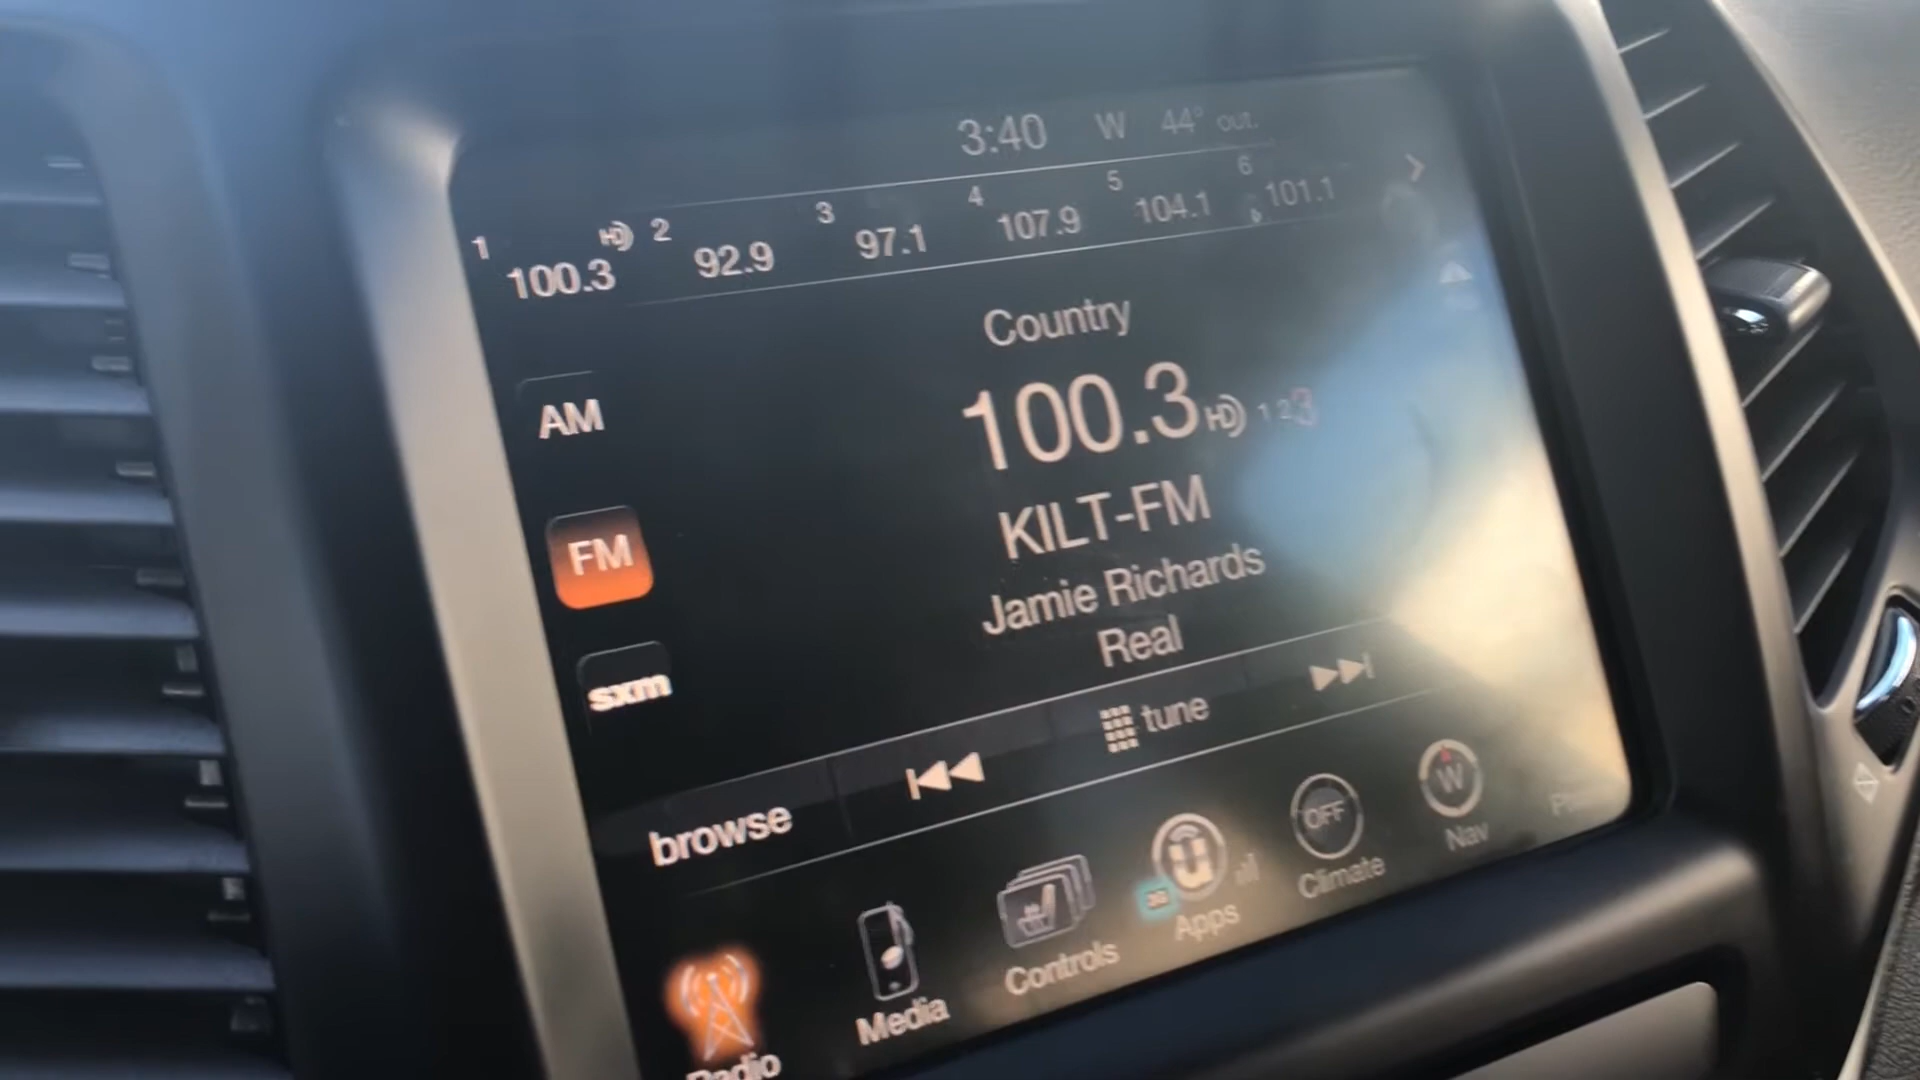 3:40 W 44° out.
1 100.3 HD 2 92.9 3 97.1 4 107.9 5 104.1 6 101.1
Country
AM
100.3 HD 1 2 3
KILT-FM
FM
Jamie Richards
Real
sxm
browse tune
Radio Media Controls Apps OFF Climate W Nav